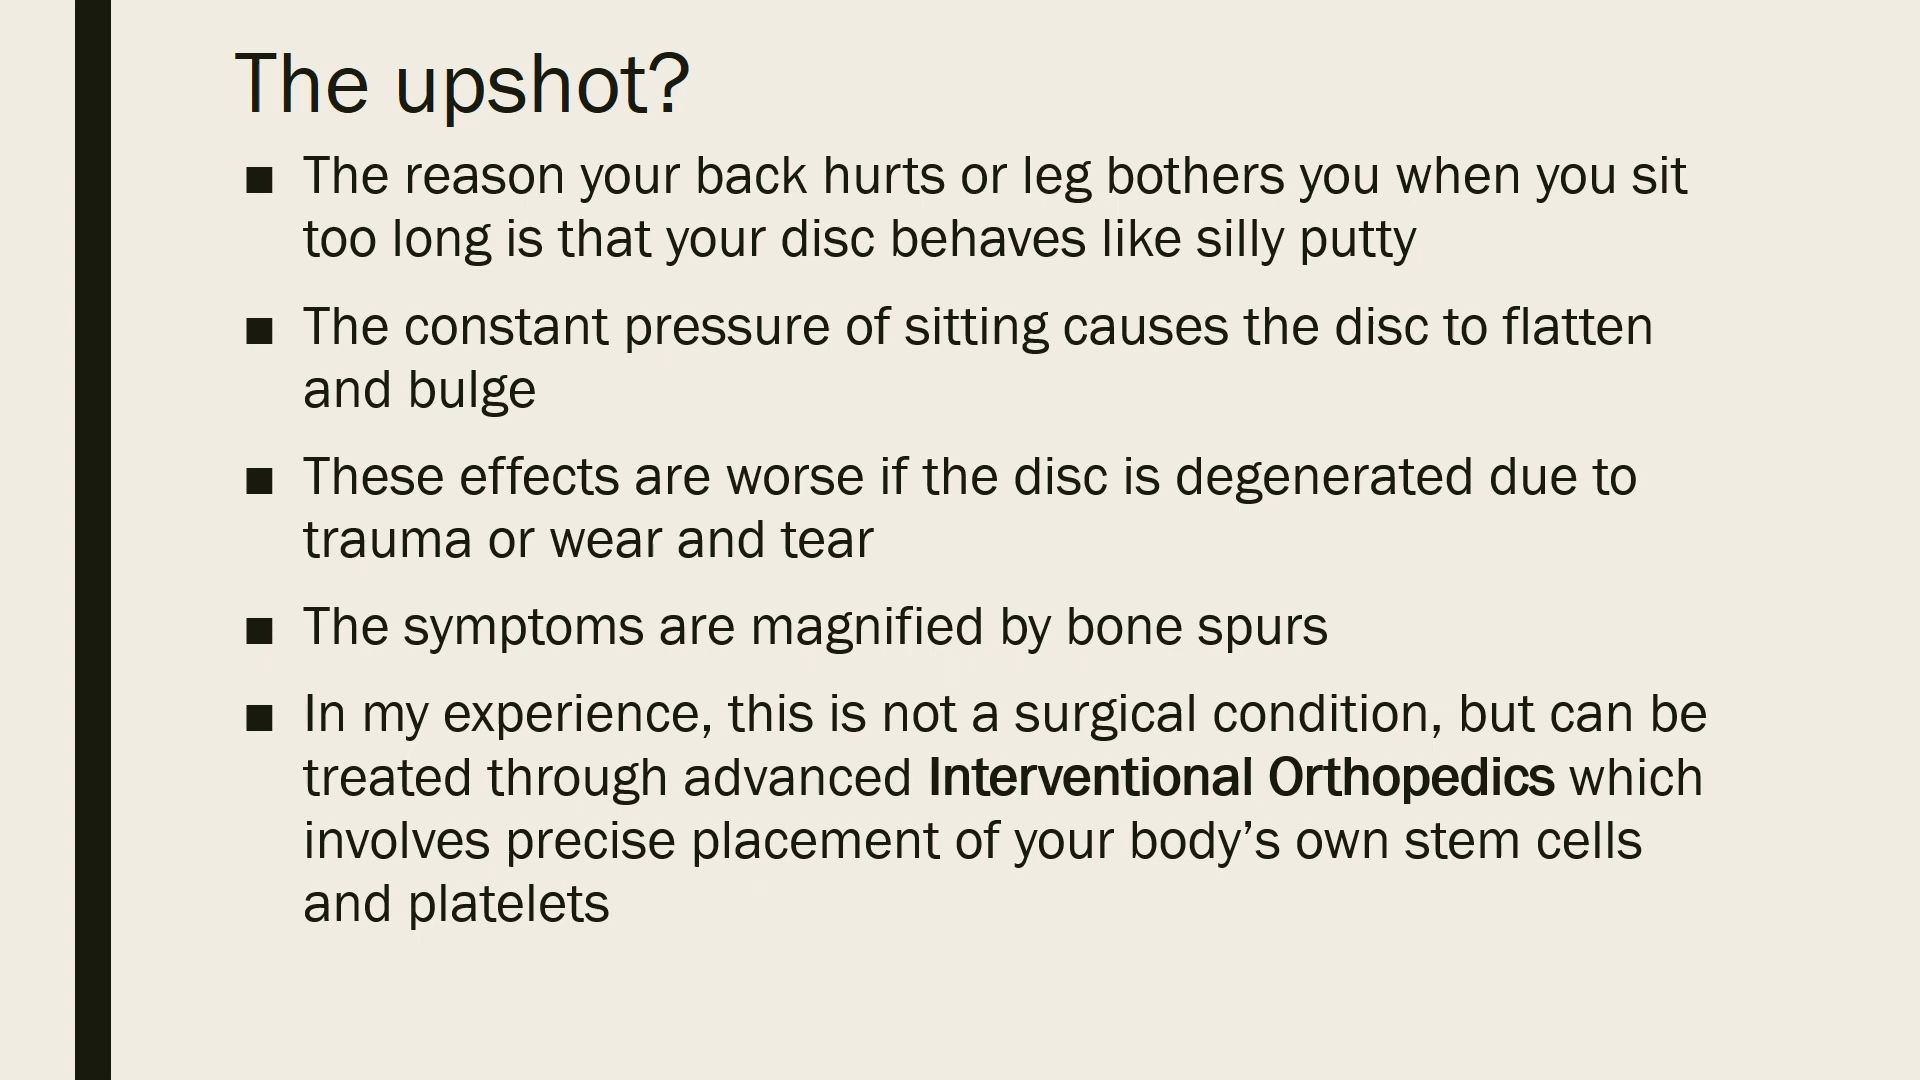 The upshot?
■ The reason your back hurts or leg bothers you when you sit
too long is that your disc behaves like silly putty
■ The constant pressure of sitting causes the disc to flatten
and bulge
■ These effects are worse if the disc is degenerated due to
trauma or wear and tear
■ The symptoms are magnified by bone spurs
■ In my experience, this is not a surgical condition, but can be
treated through advanced Interventional Orthopedics which
involves precise placement of your body’s own stem cells
and platelets